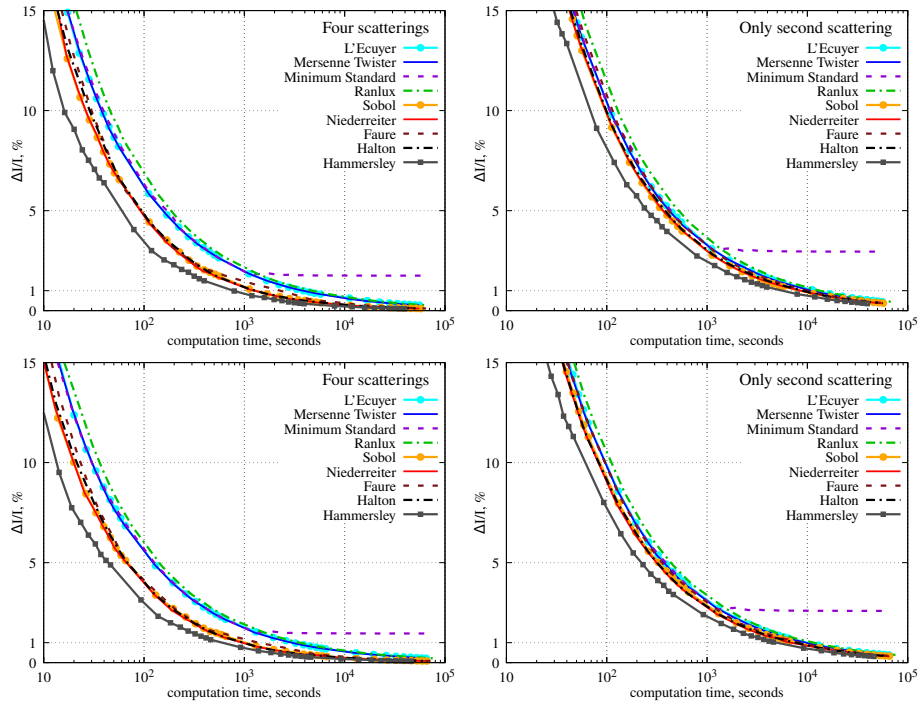 15
10
5
1
0
ΔI/I, %
Four scatterings
L'Ecuyer
Mersenne Twister
Minimum Standard
Ranlux
Sobol
Niederreiter
Faure
Halton
Hammersley
10 10² 10³ 10⁴ 10⁵
computation time, seconds
15
10
5
1
0
ΔI/I, %
Only second scattering
L'Ecuyer
Mersenne Twister
Minimum Standard
Ranlux
Sobol
Niederreiter
Faure
Halton
Hammersley
10 10² 10³ 10⁴ 10⁵
computation time, seconds
15
10
5
1
0
ΔI/I, %
Four scatterings
L'Ecuyer
Mersenne Twister
Minimum Standard
Ranlux
Sobol
Niederreiter
Faure
Halton
Hammersley
10 10² 10³ 10⁴ 10⁵
computation time, seconds
15
10
5
1
0
ΔI/I, %
Only second scattering
L'Ecuyer
Mersenne Twister
Minimum Standard
Ranlux
Sobol
Niederreiter
Faure
Halton
Hammersley
10 10² 10³ 10⁴ 10⁵
computation time, seconds